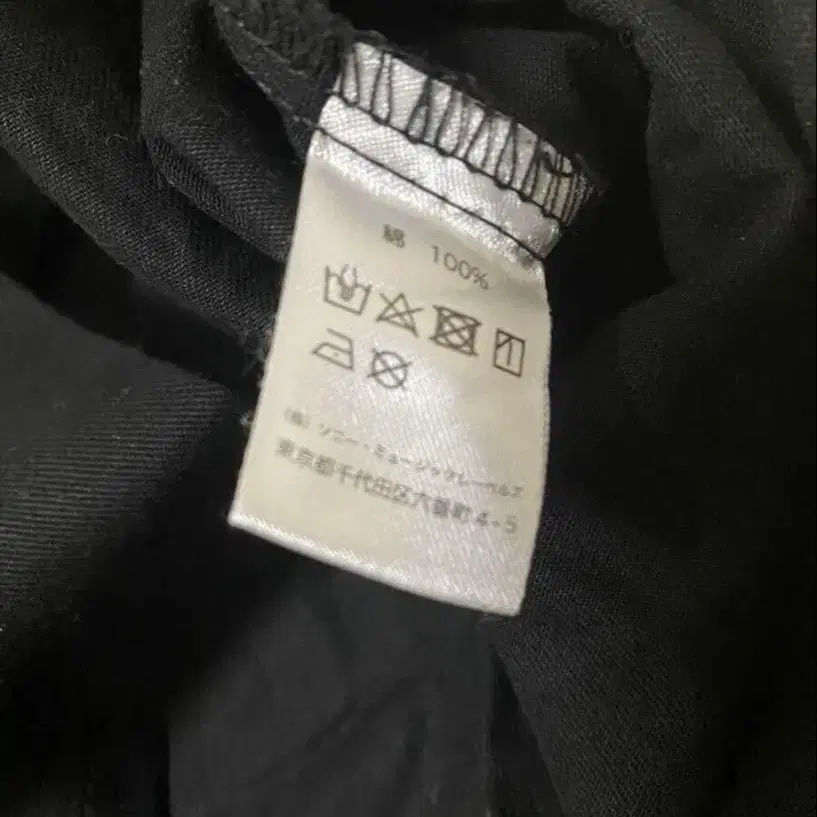 綿 100%
(株) ソニー・ミュージックレーベルズ
東京都千代田区六番町4-5